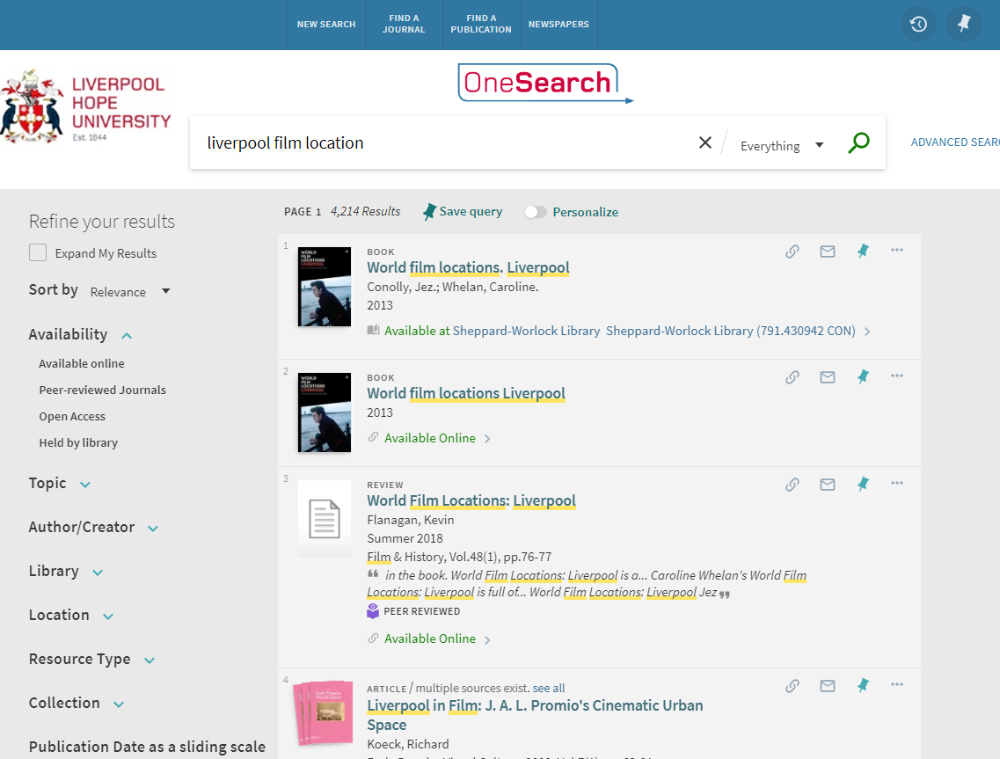 NEW SEARCH
FIND A
JOURNAL
FIND A
PUBLICATION
NEWSPAPERS
LIVERPOOL
HOPE
UNIVERSITY
Est. 1844
OneSearch
liverpool film location
Everything
ADVANCED SEAR
Refine your results
Expand My Results
Sort by Relevance
Availability
Available online
Peer-reviewed Journals
Open Access
Held by library
Topic
Author/Creator
Library
Location
Resource Type
Collection
Publication Date as a sliding scale
PAGE 1 4,214 Results Save query Personalize
1
WORLD
FILM
LOCATIONS
LIVERPOOL
BOOK
World film locations. Liverpool
Conolly, Jez.; Whelan, Caroline.
2013
Available at Sheppard-Worlock Library Sheppard-Worlock Library (791.430942 CON)
2
WORLD
FILM
LOCATIONS
LIVERPOOL
BOOK
World film locations Liverpool
2013
Available Online
3
REVIEW
World Film Locations: Liverpool
Flanagan, Kevin
Summer 2018
Film & History, Vol.48(1), pp.76-77
“ in the book. World Film Locations: Liverpool is a... Caroline Whelan's World Film
Locations: Liverpool is full of... World Film Locations: Liverpool Jez ”
PEER REVIEWED
Available Online
4
ARTICLE / multiple sources exist. see all
Liverpool in Film: J. A. L. Promio's Cinematic Urban
Space
Koeck, Richard